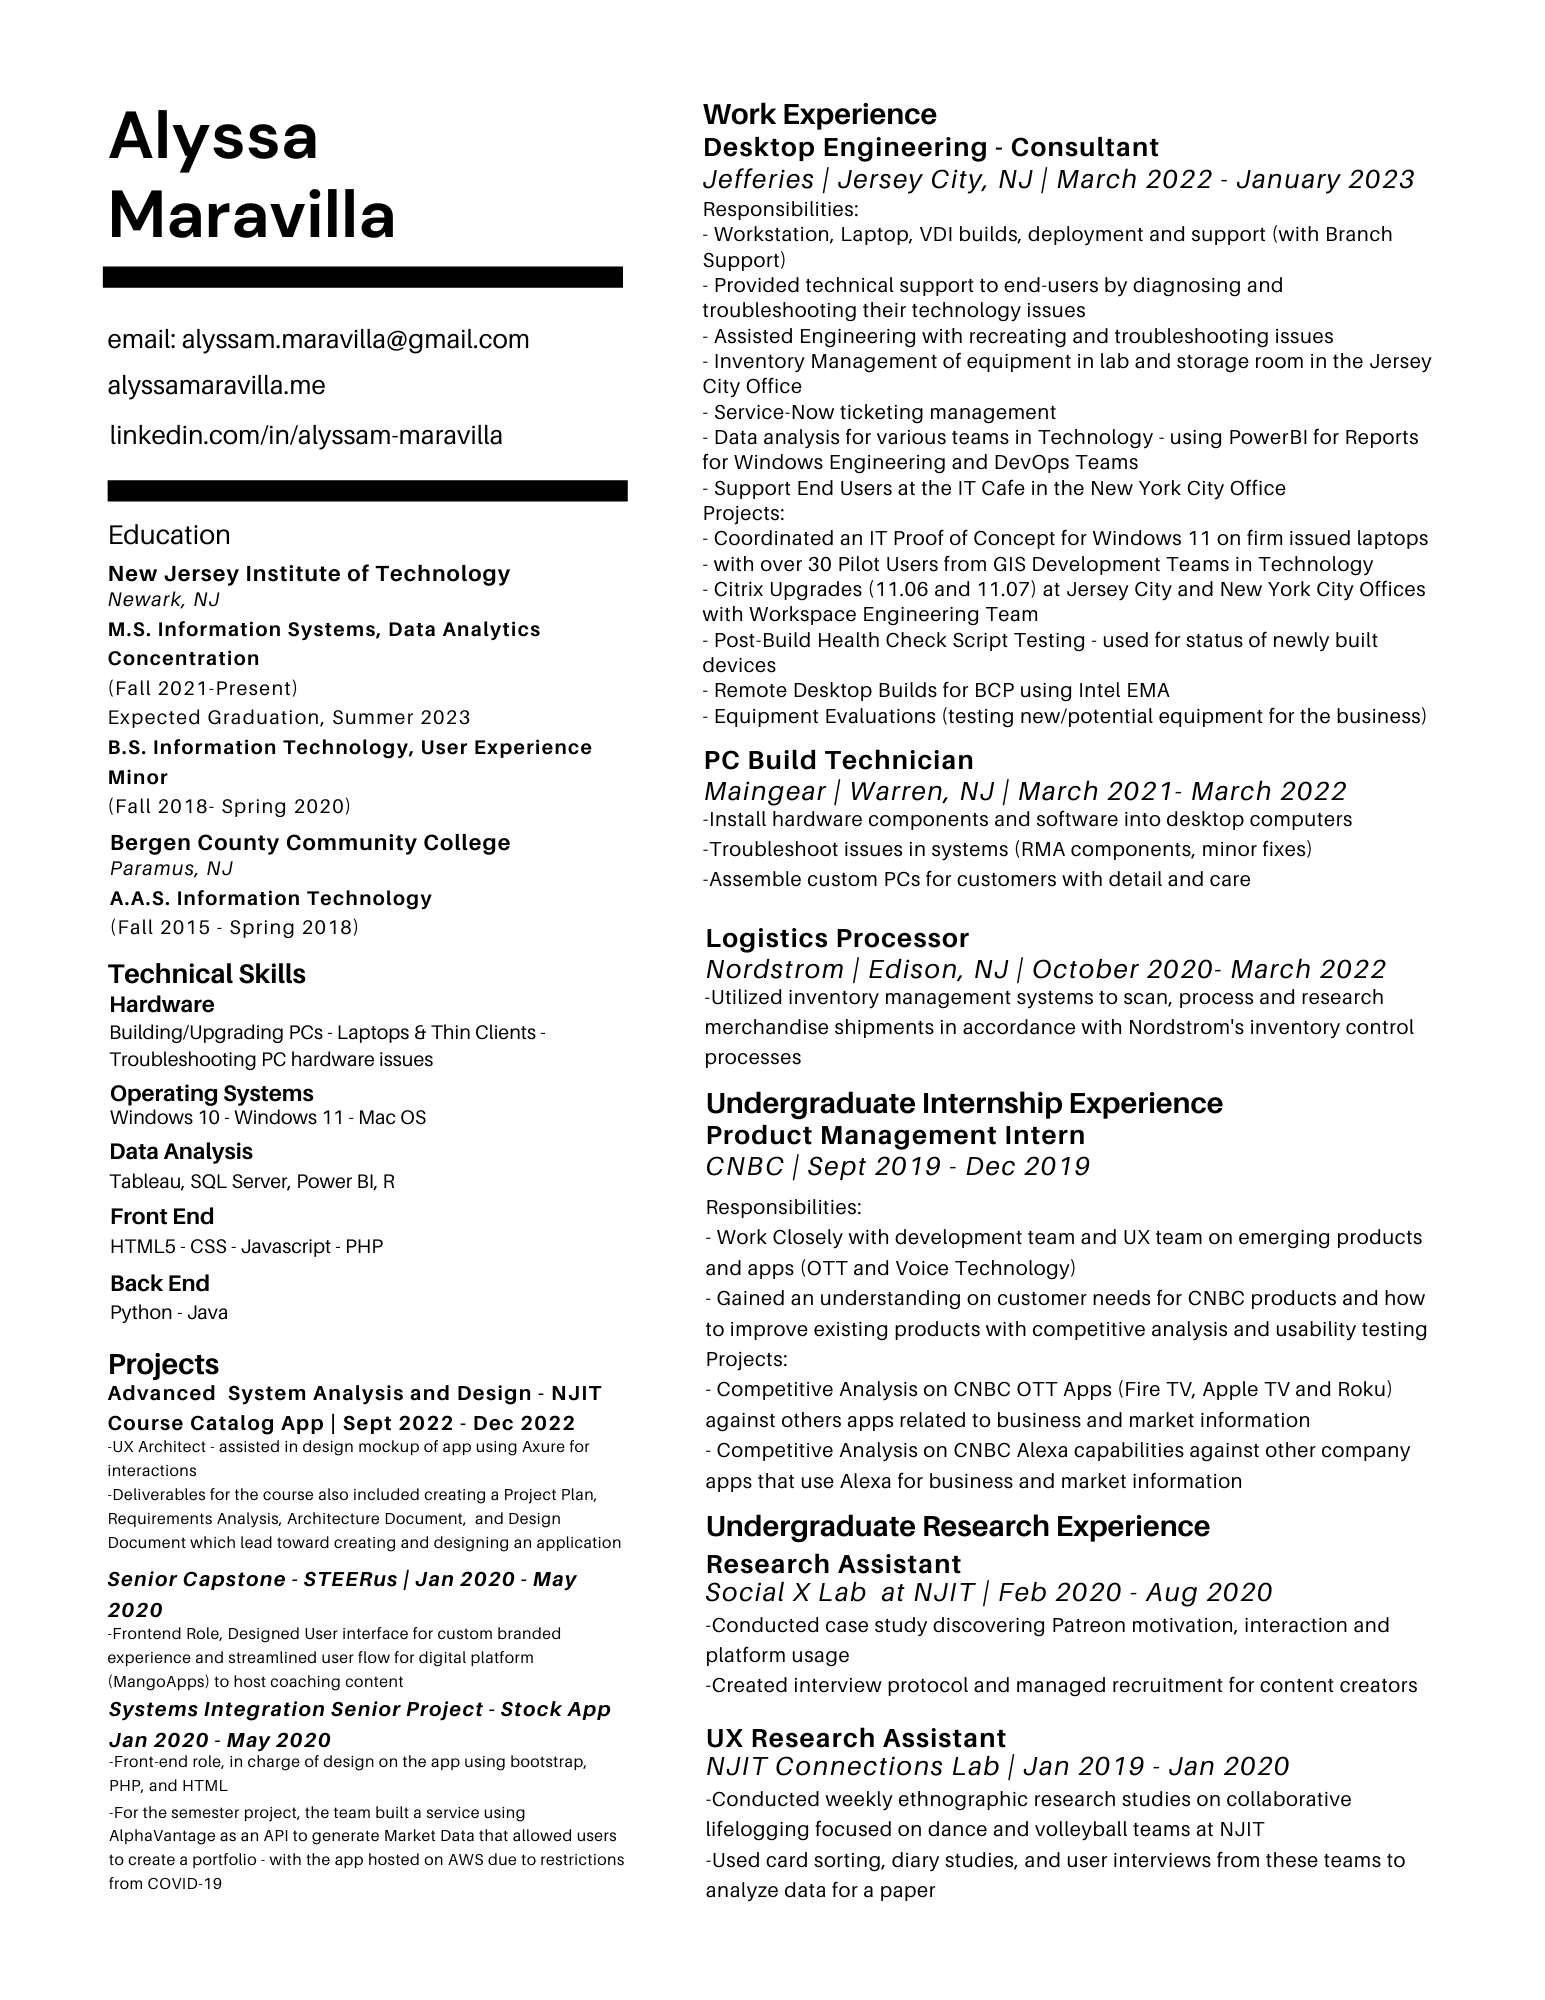 Alyssa
Maravilla
email: alyssam.maravilla@gmail.com
alyssamaravilla.me
linkedin.com/in/alyssam-maravilla
Education
New Jersey Institute of Technology
Newark, NJ
M.S. Information Systems, Data Analytics
Concentration
(Fall 2021-Present)
Expected Graduation, Summer 2023
B.S. Information Technology, User Experience
Minor
(Fall 2018- Spring 2020)
Bergen County Community College
Paramus, NJ
A.A.S. Information Technology
(Fall 2015 - Spring 2018)
Technical Skills
Hardware
Building/Upgrading PCs - Laptops & Thin Clients -
Troubleshooting PC hardware issues
Operating Systems
Windows 10 - Windows 11 - Mac OS
Data Analysis
Tableau, SQL Server, Power BI, R
Front End
HTML5 - CSS - Javascript - PHP
Back End
Python - Java
Projects
Advanced  System Analysis and Design - NJIT
Course Catalog App | Sept 2022 - Dec 2022
-UX Architect - assisted in design mockup of app using Axure for
interactions
-Deliverables for the course also included creating a Project Plan,
Requirements Analysis, Architecture Document,  and Design
Document which lead toward creating and designing an application
Senior Capstone - STEERus | Jan 2020 - May
2020
-Frontend Role, Designed User interface for custom branded
experience and streamlined user flow for digital platform
(MangoApps) to host coaching content
Systems Integration Senior Project - Stock App
Jan 2020 - May 2020
-Front-end role, in charge of design on the app using bootstrap,
PHP, and HTML
-For the semester project, the team built a service using
AlphaVantage as an API to generate Market Data that allowed users
to create a portfolio - with the app hosted on AWS due to restrictions
from COVID-19
Work Experience
Desktop Engineering - Consultant
Jefferies | Jersey City, NJ | March 2022 - January 2023
Responsibilities:
- Workstation, Laptop, VDI builds, deployment and support (with Branch
Support)
- Provided technical support to end-users by diagnosing and
troubleshooting their technology issues
- Assisted Engineering with recreating and troubleshooting issues
- Inventory Management of equipment in lab and storage room in the Jersey
City Office
- Service-Now ticketing management
- Data analysis for various teams in Technology - using PowerBI for Reports
for Windows Engineering and DevOps Teams
- Support End Users at the IT Cafe in the New York City Office
Projects:
- Coordinated an IT Proof of Concept for Windows 11 on firm issued laptops
- with over 30 Pilot Users from GIS Development Teams in Technology
- Citrix Upgrades (11.06 and 11.07) at Jersey City and New York City Offices
with Workspace Engineering Team
- Post-Build Health Check Script Testing - used for status of newly built
devices
- Remote Desktop Builds for BCP using Intel EMA
- Equipment Evaluations (testing new/potential equipment for the business)
PC Build Technician
Maingear | Warren, NJ | March 2021- March 2022
-Install hardware components and software into desktop computers
-Troubleshoot issues in systems (RMA components, minor fixes)
-Assemble custom PCs for customers with detail and care
Logistics Processor
Nordstrom | Edison, NJ | October 2020- March 2022
-Utilized inventory management systems to scan, process and research
merchandise shipments in accordance with Nordstrom's inventory control
processes
Undergraduate Internship Experience
Product Management Intern
CNBC | Sept 2019 - Dec 2019
Responsibilities:
- Work Closely with development team and UX team on emerging products
and apps (OTT and Voice Technology)
- Gained an understanding on customer needs for CNBC products and how
to improve existing products with competitive analysis and usability testing
Projects:
- Competitive Analysis on CNBC OTT Apps (Fire TV, Apple TV and Roku)
against others apps related to business and market information
- Competitive Analysis on CNBC Alexa capabilities against other company
apps that use Alexa for business and market information
Undergraduate Research Experience
Research Assistant
Social X Lab  at NJIT | Feb 2020 - Aug 2020
-Conducted case study discovering Patreon motivation, interaction and
platform usage
-Created interview protocol and managed recruitment for content creators
UX Research Assistant
NJIT Connections Lab | Jan 2019 - Jan 2020
-Conducted weekly ethnographic research studies on collaborative
lifelogging focused on dance and volleyball teams at NJIT
-Used card sorting, diary studies, and user interviews from these teams to
analyze data for a paper